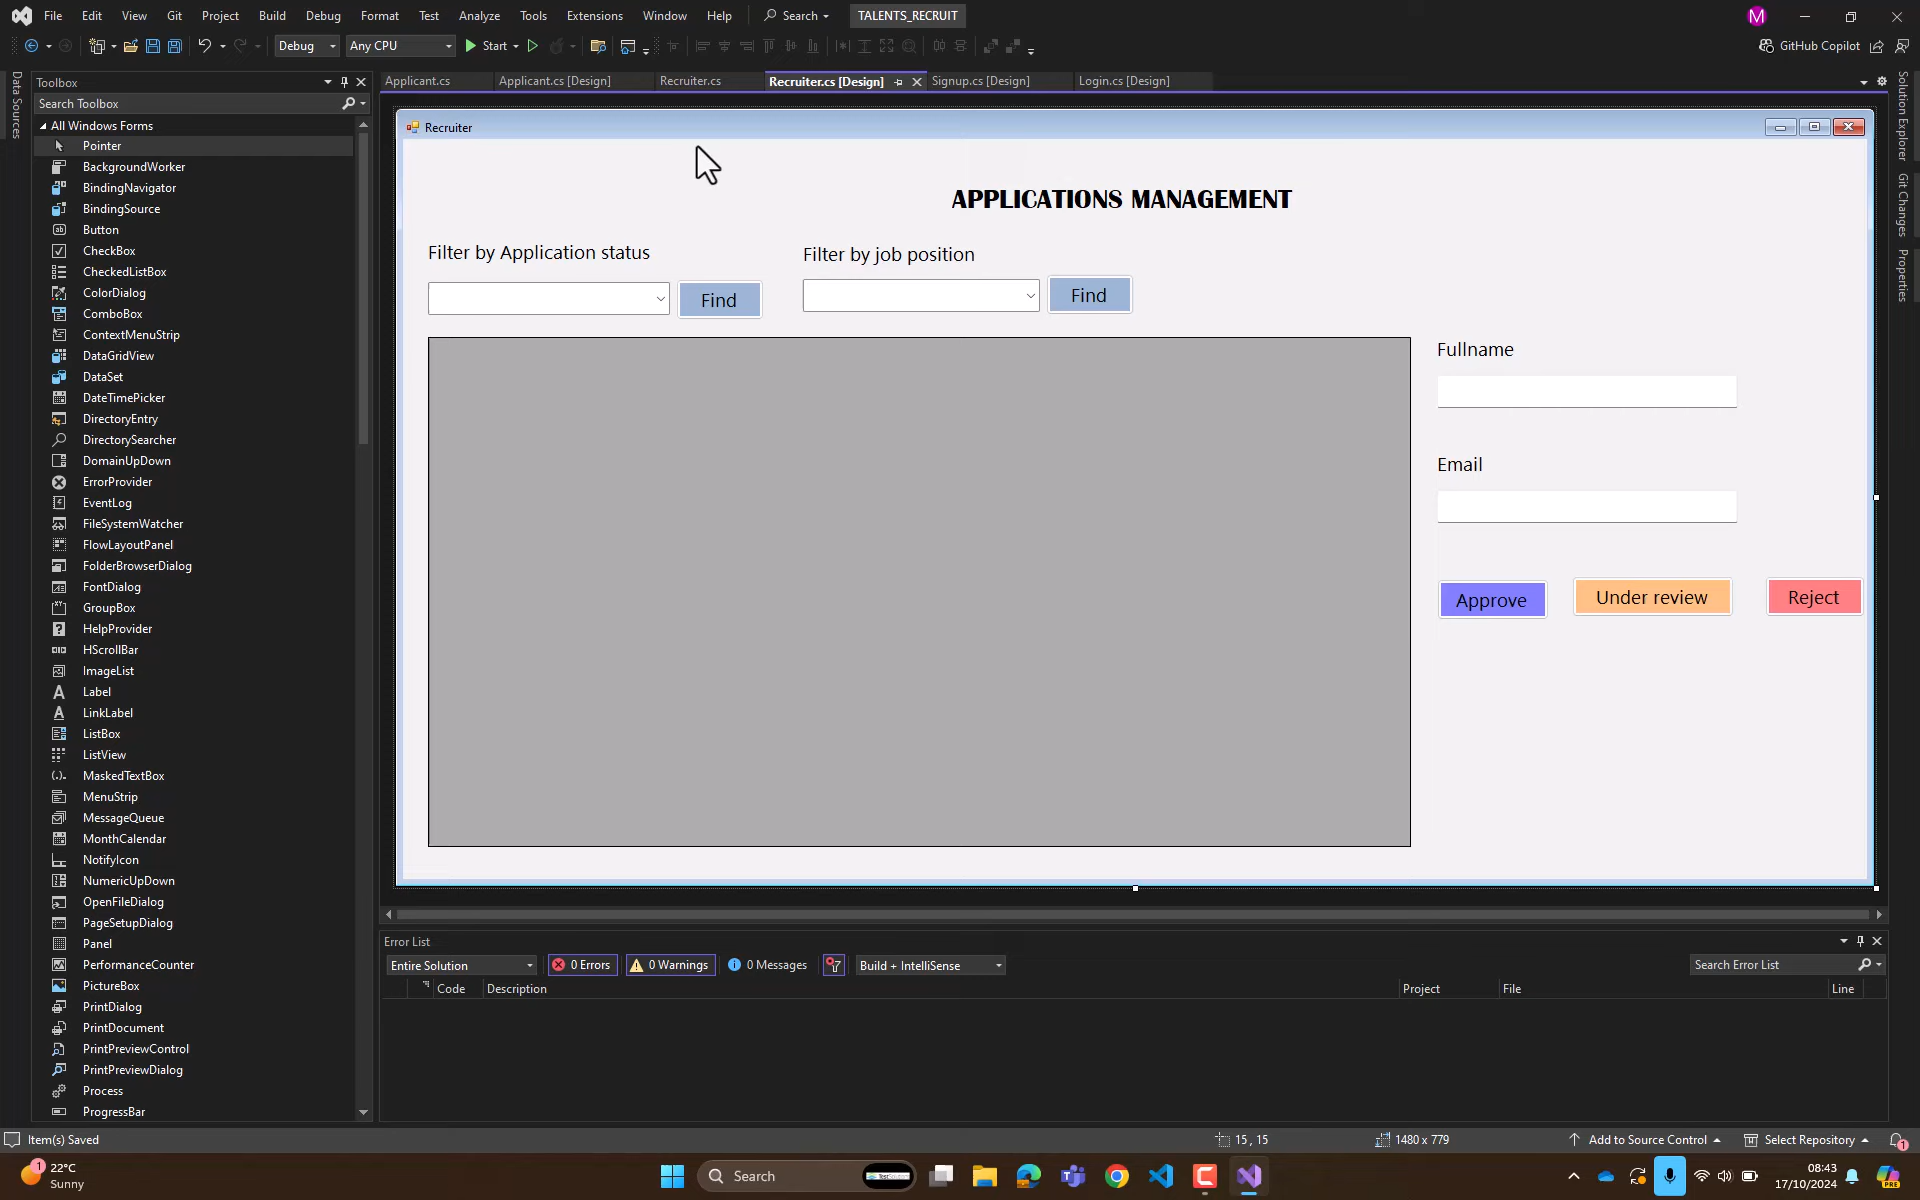 File Edit View Git Project Build Debug Format Test Analyze Tools Extensions Window Help Search TALENTS_RECRUIT M
Debug Any CPU Start GitHub Copilot
Data Sources
Toolbox
Search Toolbox
All Windows Forms
Pointer
BackgroundWorker
BindingNavigator
BindingSource
Button
CheckBox
CheckedListBox
ColorDialog
ComboBox
ContextMenuStrip
DataGridView
DataSet
DateTimePicker
DirectoryEntry
DirectorySearcher
DomainUpDown
ErrorProvider
EventLog
FileSystemWatcher
FlowLayoutPanel
FolderBrowserDialog
FontDialog
GroupBox
HelpProvider
HScrollBar
ImageList
Label
LinkLabel
ListBox
ListView
MaskedTextBox
MenuStrip
MessageQueue
MonthCalendar
NotifyIcon
NumericUpDown
OpenFileDialog
PageSetupDialog
Panel
PerformanceCounter
PictureBox
PrintDialog
PrintDocument
PrintPreviewControl
PrintPreviewDialog
Process
ProgressBar
Applicant.cs Applicant.cs [Design] Recruiter.cs Recruiter.cs [Design] Signup.cs [Design] Login.cs [Design]
Recruiter
APPLICATIONS MANAGEMENT
Filter by Application status Filter by job position
Find Find
Fullname
Email
Approve Under review Reject
Solution Explorer
Git Changes
Properties
Error List
Entire Solution 0 Errors 0 Warnings 0 Messages Build + IntelliSense Search Error List
Code Description Project File Line
Item(s) Saved 15 , 15 1480 x 779 Add to Source Control Select Repository 1
1 22°C
Sunny
Search
08:43
17/10/2024
PRE